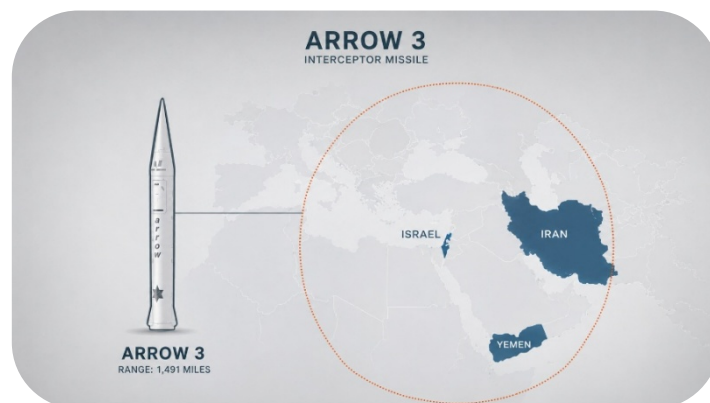 ARROW 3
INTERCEPTOR MISSILE
arrow
ISRAEL
IRAN
YEMEN
ARROW 3
RANGE: 1,491 MILES